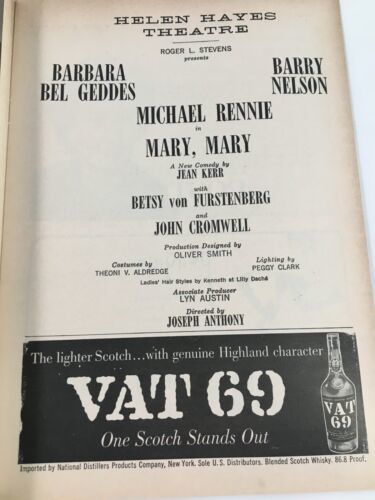 HELEN HAYES
THEATRE
ROGER L. STEVENS
presents
BARBARA
BEL GEDDES
BARRY
NELSON
MICHAEL RENNIE
in
MARY, MARY
A New Comedy by
JEAN KERR
with
BETSY von FURSTENBERG
and
JOHN CROMWELL
Production Designed by
OLIVER SMITH
Costumes by
THEONI V. ALDREDGE
Lighting by
PEGGY CLARK
Ladies' Hair Styles by Kenneth at Lilly Daché
Associate Producer
LYN AUSTIN
Directed by
JOSEPH ANTHONY
The lighter Scotch...with genuine Highland character
VAT 69
One Scotch Stands Out
VAT
69
Imported by National Distillers Products Company, New York. Sole U.S. Distributors. Blended Scotch Whisky. 86.8 Proof.